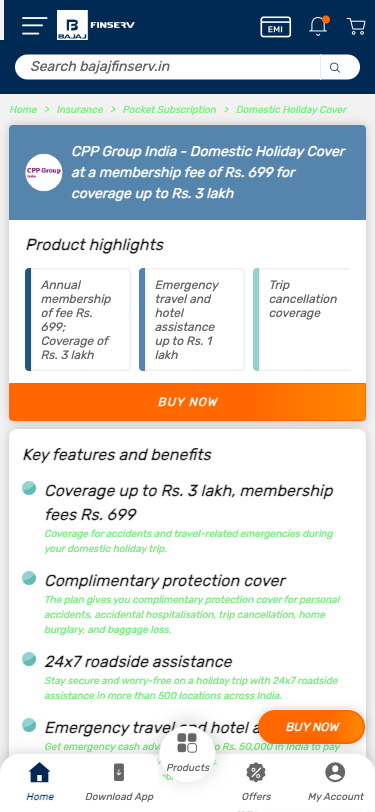 BAJAJ FINSERV
EMI
Search bajajfinserv.in
Home > Insurance > Pocket Subscription > Domestic Holiday Cover
CPP Group India
CPP Group India - Domestic Holiday Cover
at a membership fee of Rs. 699 for
coverage up to Rs. 3 lakh
Product highlights
Annual
membership
of fee Rs.
699;
Coverage of
Rs. 3 lakh
Emergency
travel and
hotel
assistance
up to Rs. 1
lakh
Trip
cancellation
coverage
BUY NOW
Key features and benefits
Coverage up to Rs. 3 lakh, membership
fees Rs. 699
Coverage for accidents and travel-related emergencies during
your domestic holiday trip.
Complimentary protection cover
The plan gives you complimentary protection cover for personal
accidents, accidental hospitalisation, trip cancellation, home
burglary, and baggage loss.
24x7 roadside assistance
Stay secure and worry-free on a holiday trip with 24x7 roadside
assistance in more than 500 locations across India.
Emergency travel and hotel a
BUY NOW
Get emergency cash adv to Rs. 50,000 in India to pay
Home
Download App
Products
Offers
My Account